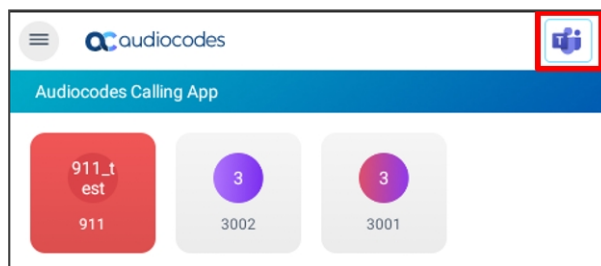 audiocodes
T
Audiocodes Calling App
911_t
est
911
3
3002
3
3001